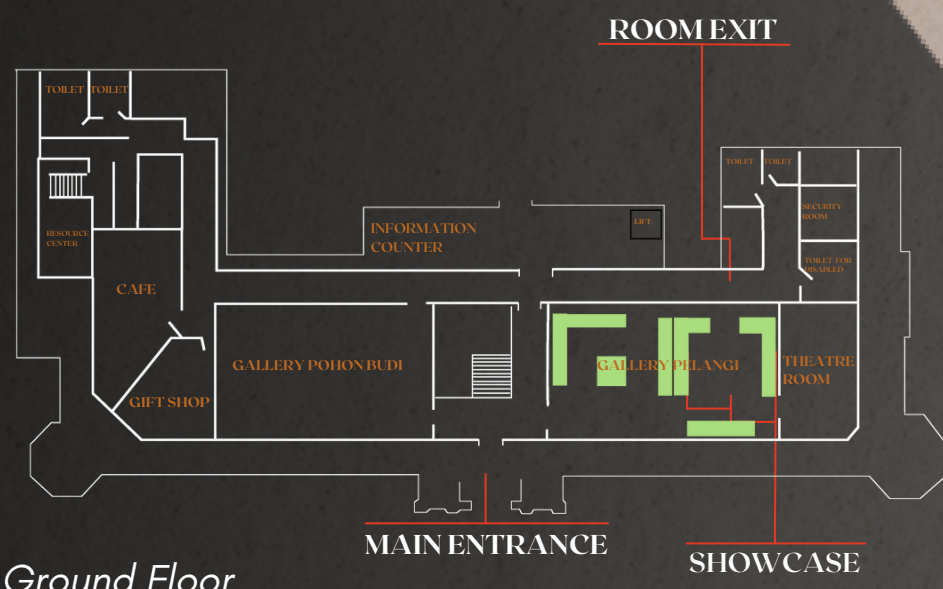 ROOM EXIT
TOILET TOILET
TOILET TOILET
SECURITY
ROOM
LIFT
INFORMATION
COUNTER
RESOURCE
CENTER
TOILET FOR
DISABLED
CAFE
GALLERY POHON BUDI
GALLERY PELANGI
THEATRE
ROOM
GIFT SHOP
MAIN ENTRANCE
SHOWCASE
Ground Floor